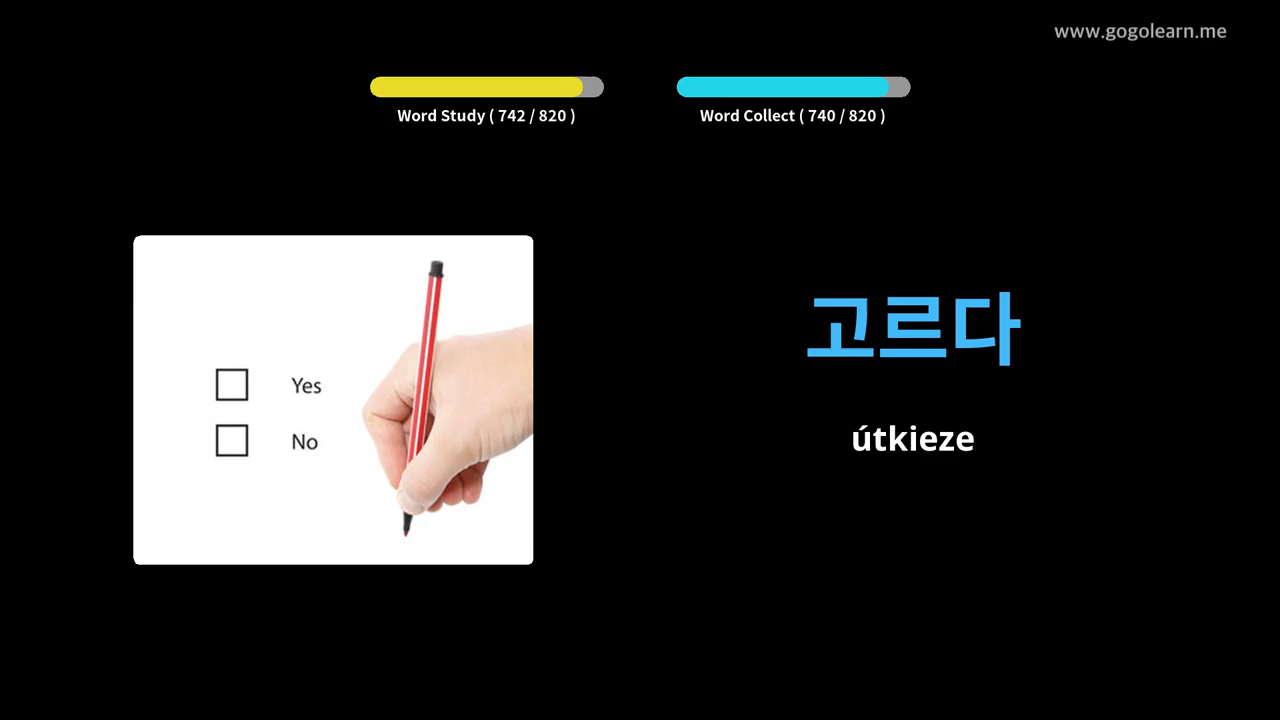 www.gogolearn.me
Word Study ( 742 / 820 )
Word Collect ( 740 / 820 )
Yes
No
고르다
útkieze